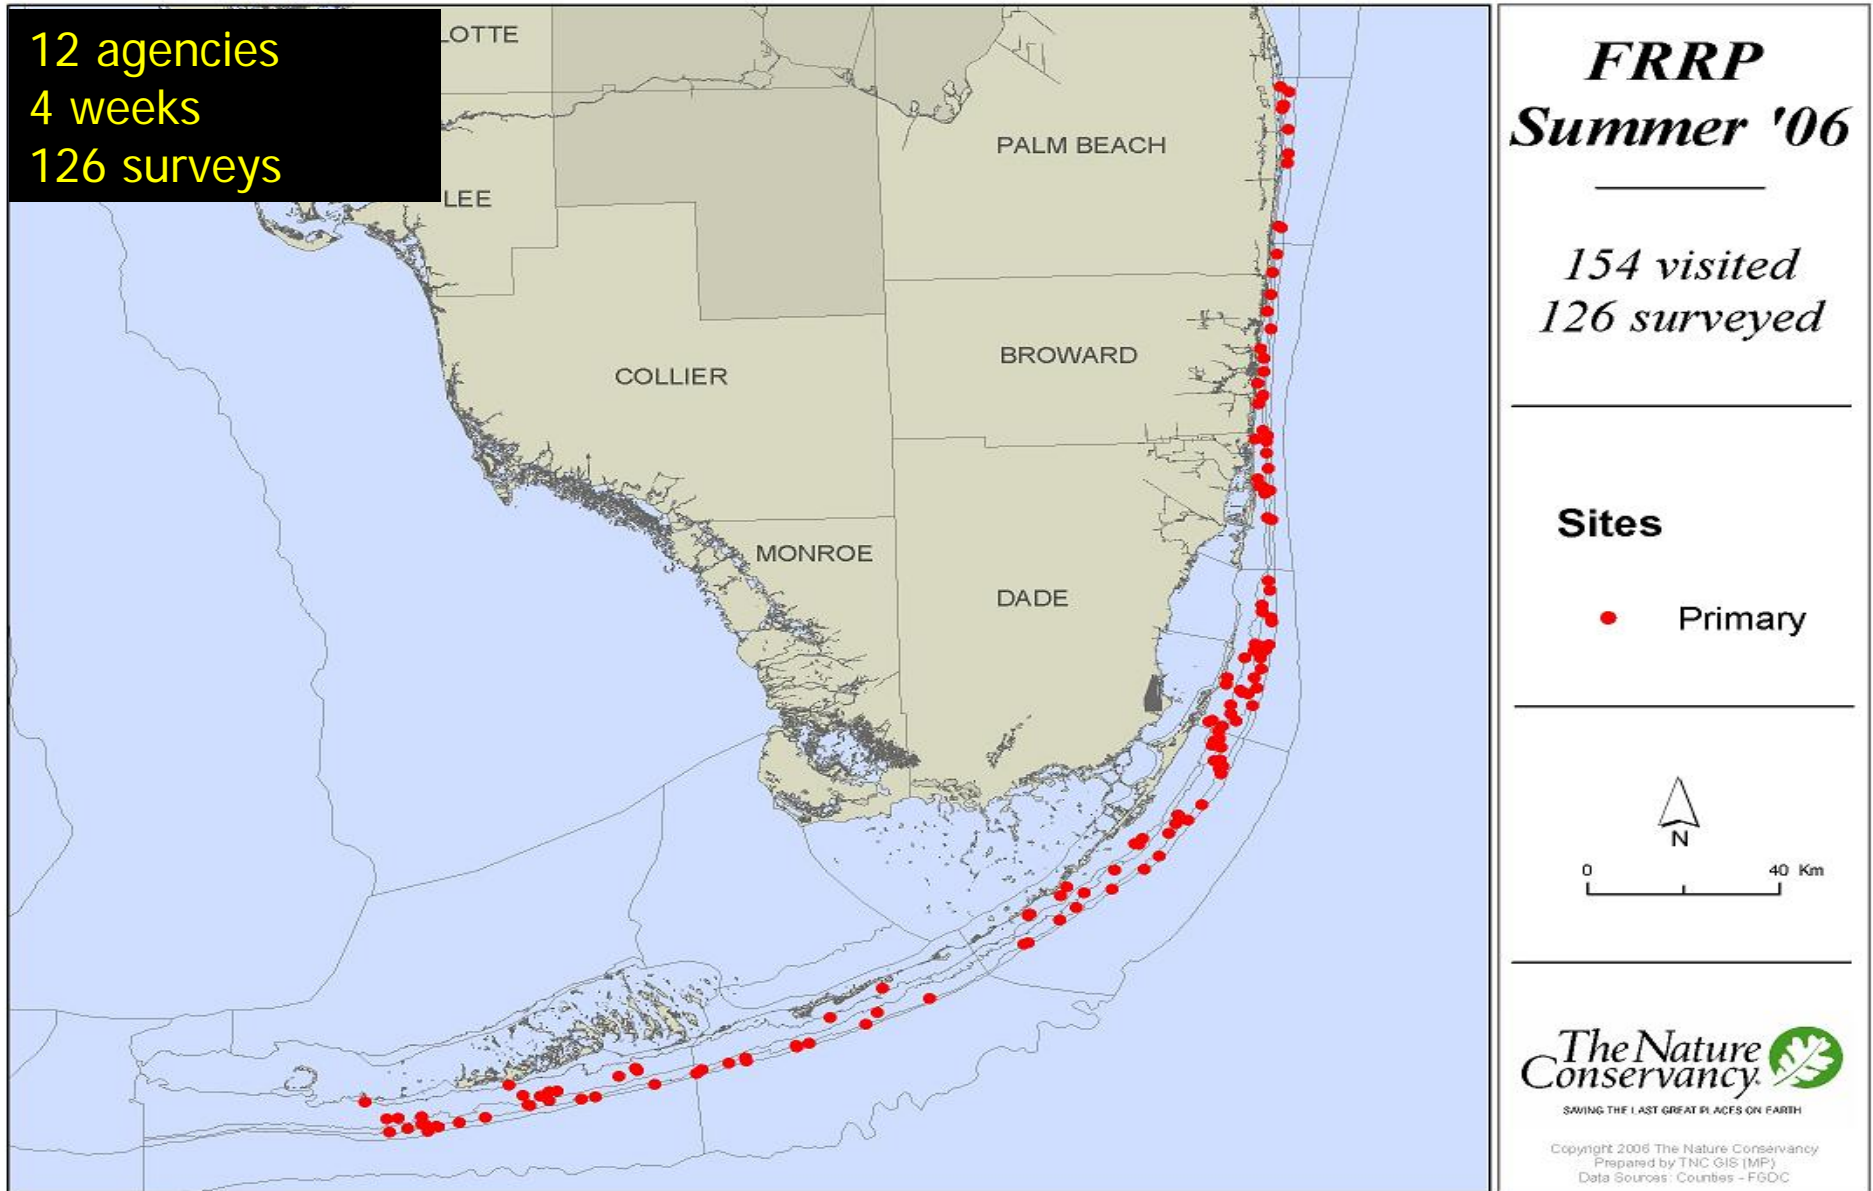 12 agencies
4 weeks
126 surveys
LOTTE
LEE
PALM BEACH
COLLIER
BROWARD
MONROE
DADE
FRRP
Summer '06
154 visited
126 surveyed
Sites
Primary
N
0 40 Km
The Nature
Conservancy
SAVING THE LAST GREAT PLACES ON EARTH
Copyright 2006 The Nature Conservancy
Prepared by TNC GIS (MP)
Data Sources: Counties - FGDC